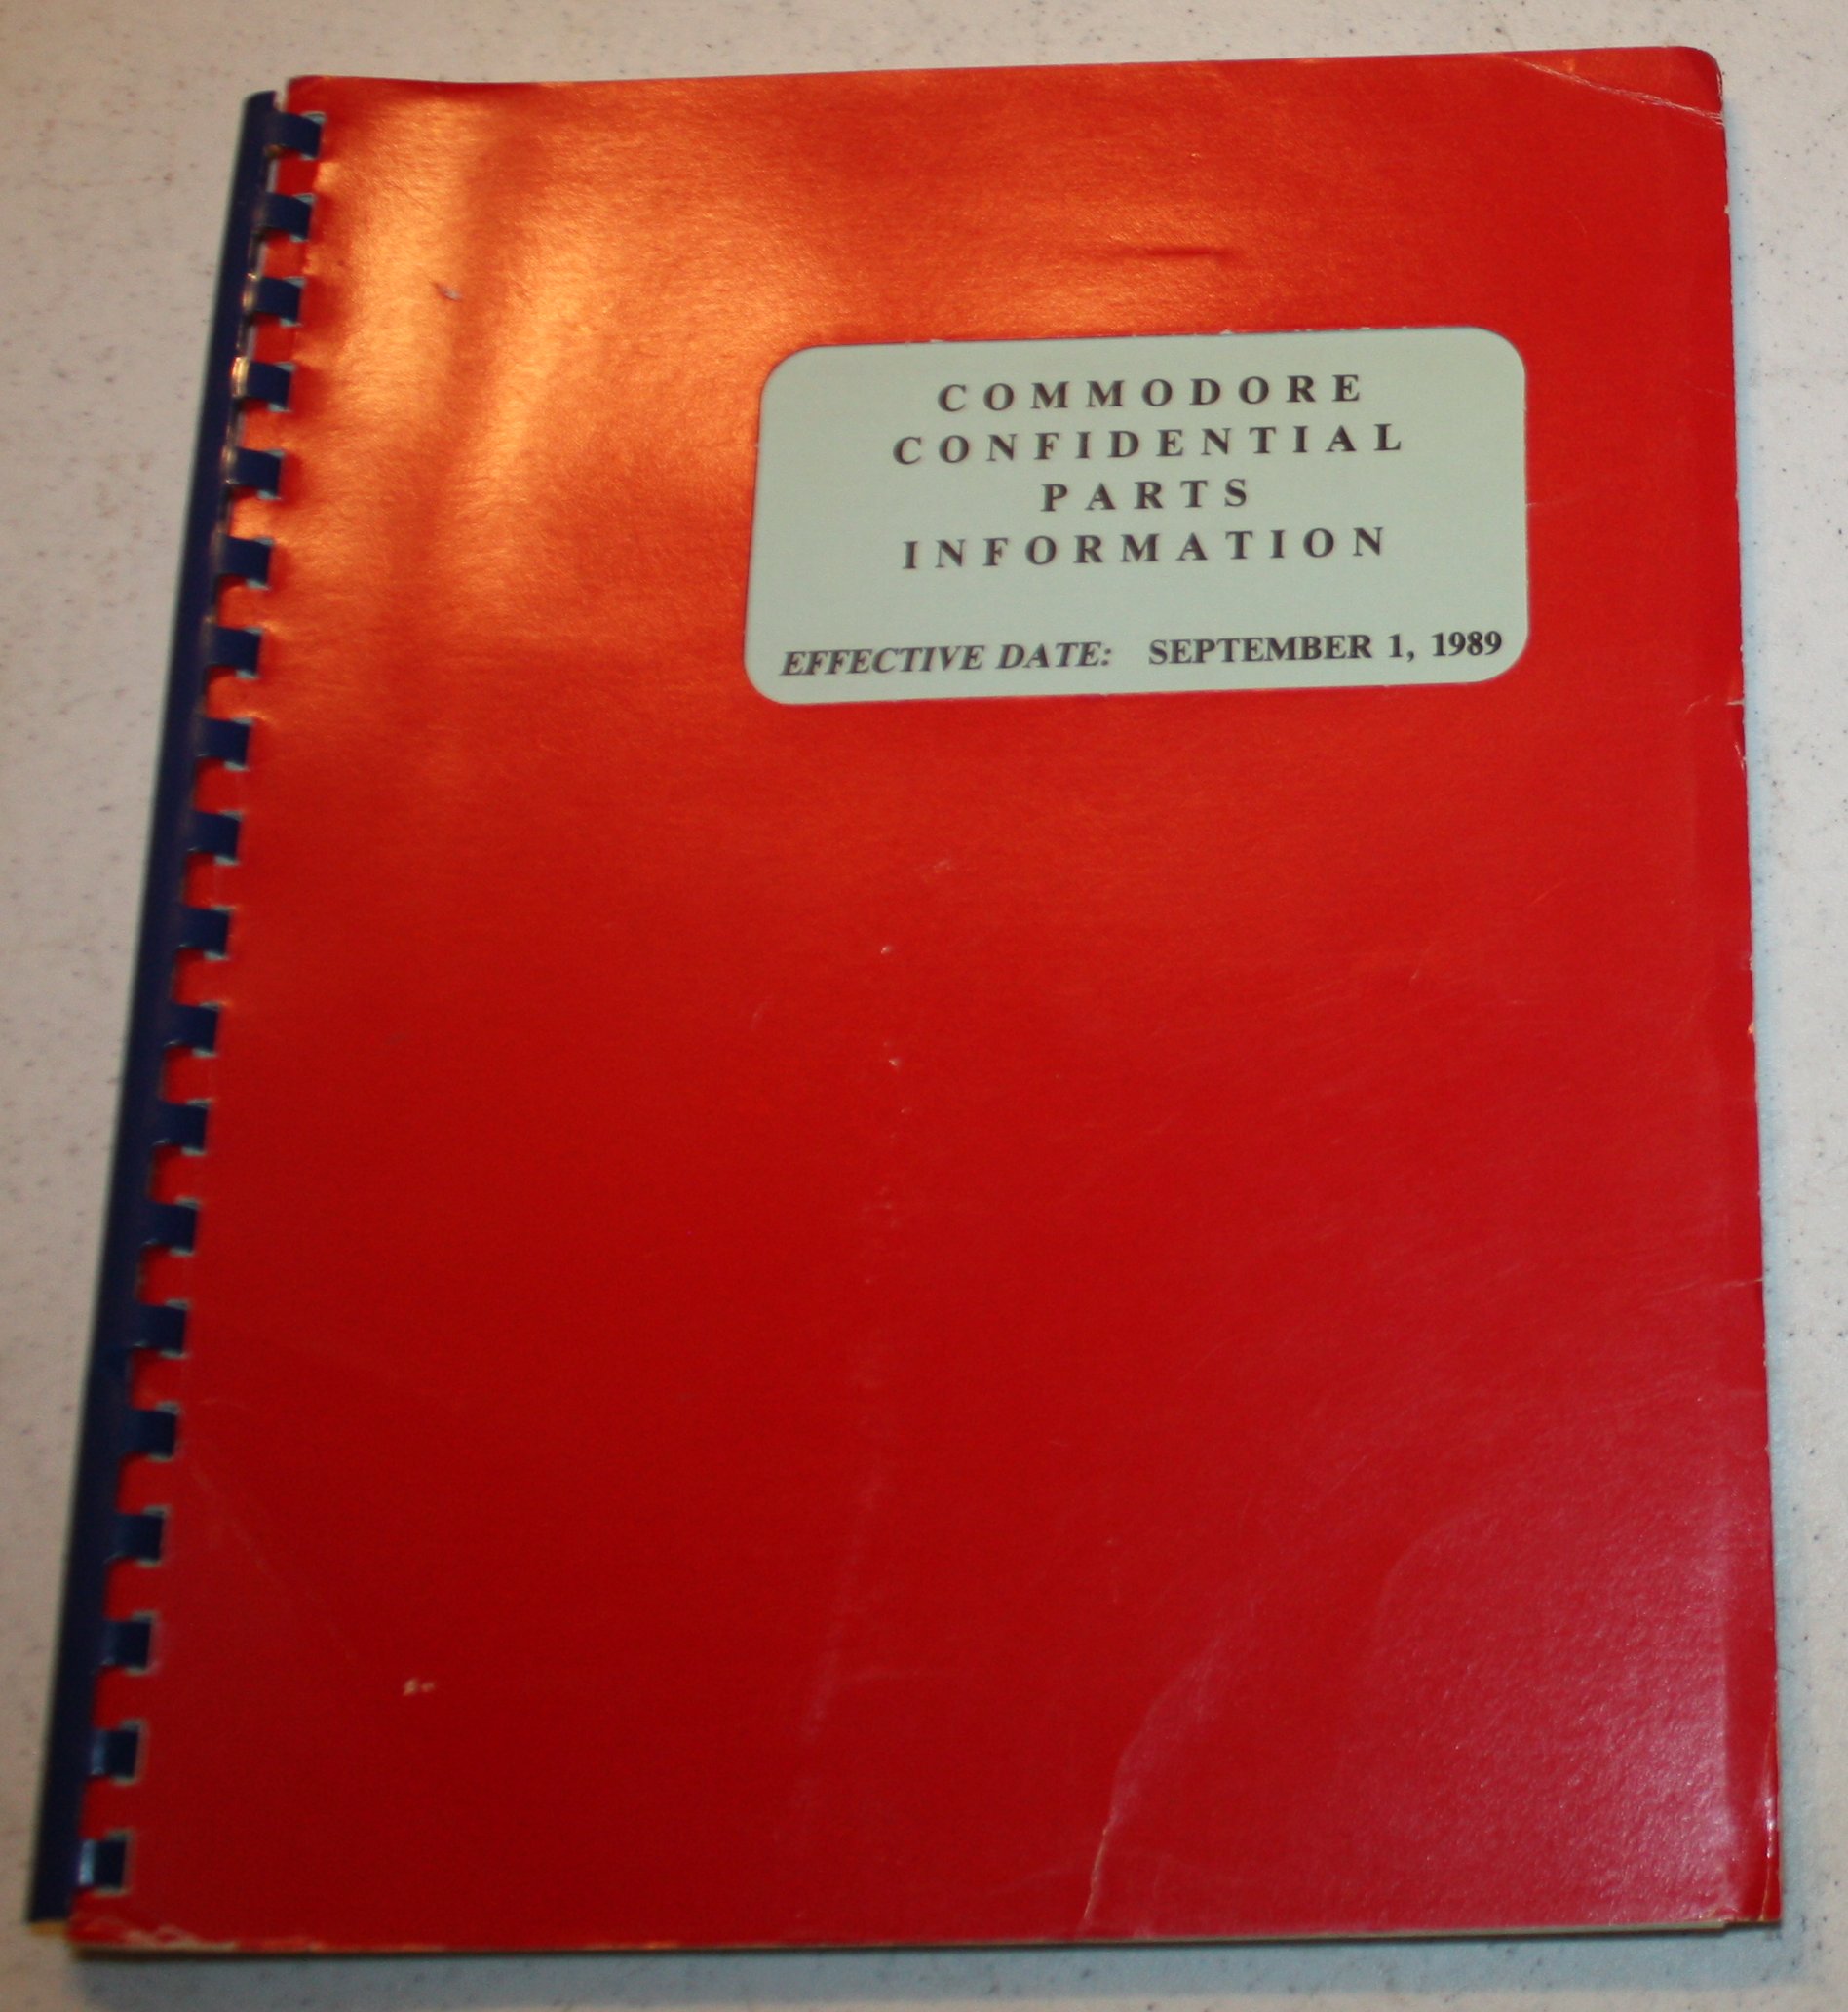 COMMODORE
CONFIDENTIAL
PARTS
INFORMATION
EFFECTIVE DATE: SEPTEMBER 1, 1989